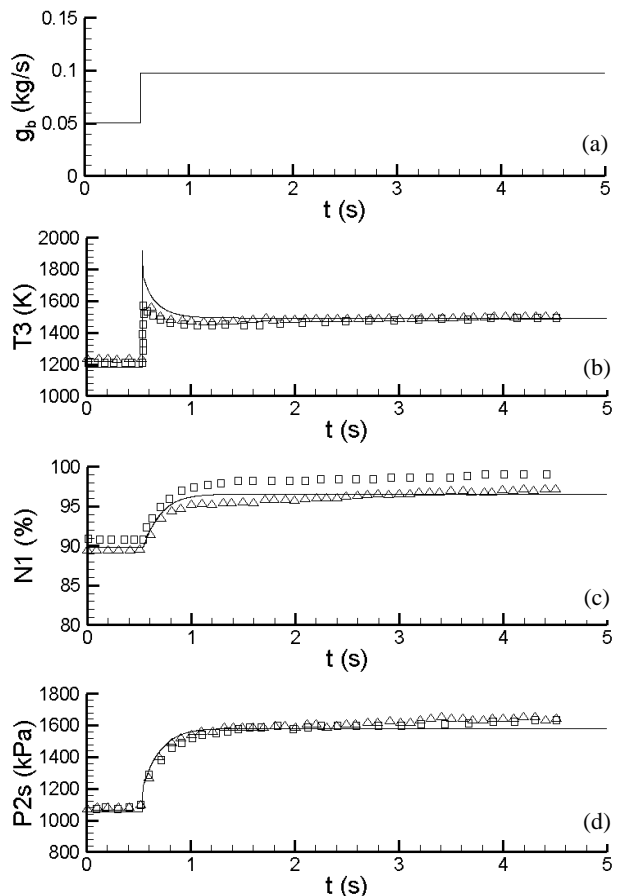 0.15
0.1
0.05
0
g_b (kg/s)
(a)
0 1 2 3 4 5
t (s)
2000
1800
1600
1400
1200
1000
T3 (K)
(b)
0 1 2 3 4 5
t (s)
100
95
90
85
80
N1 (%)
(c)
0 1 2 3 4 5
t (s)
1800
1600
1400
1200
1000
800
P2s (kPa)
(d)
0 1 2 3 4 5
t (s)